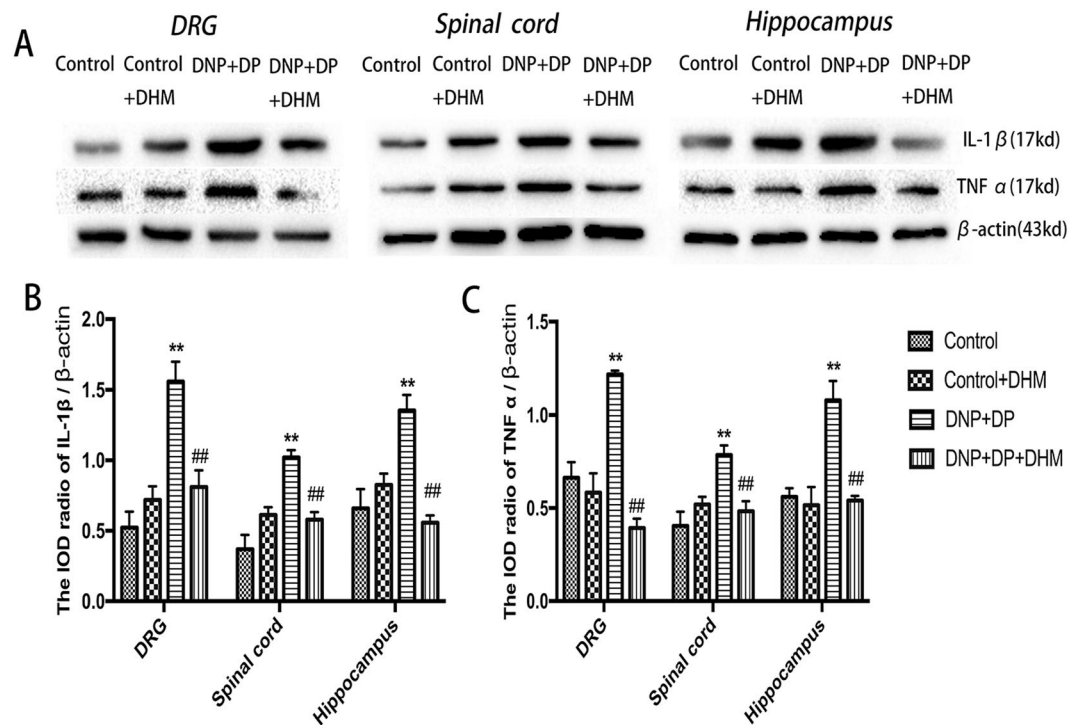 A
DRG
Spinal cord
Hippocampus
Control Control DNP+DP DNP+DP
+DHM +DHM
Control Control DNP+DP DNP+DP
+DHM +DHM
Control Control DNP+DP DNP+DP
+DHM +DHM
IL-1 β(17kd)
TNF α(17kd)
β-actin(43kd)
B
The IOD radio of IL-1β / β-actin
2.0
1.5
1.0
0.5
0.0
** ## ** ## ** ##
DRG
Spinal cord
Hippocampus
C
The IOD radio of TNF α / β-actin
1.5
1.0
0.5
0.0
** ## ** ## ** ##
DRG
Spinal cord
Hippocampus
Control
Control+DHM
DNP+DP
DNP+DP+DHM